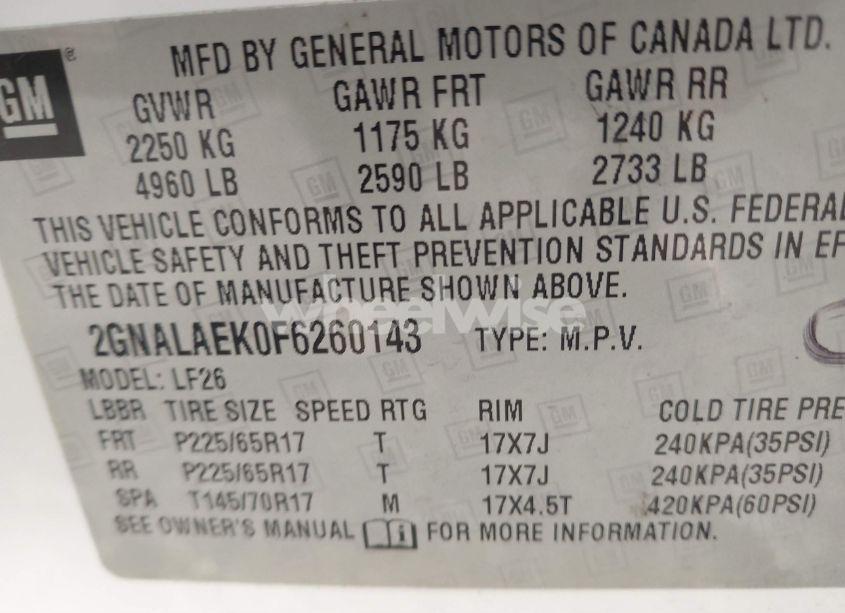 GM ®
MFD BY GENERAL MOTORS OF CANADA LTD.
GVWR GAWR FRT GAWR RR
2250 KG 1175 KG 1240 KG
4960 LB 2590 LB 2733 LB
THIS VEHICLE CONFORMS TO ALL APPLICABLE U.S. FEDERAL
VEHICLE SAFETY AND THEFT PREVENTION STANDARDS IN EF
THE DATE OF MANUFACTURE SHOWN ABOVE.
wheelwise
2GNALAEK0F6260143 TYPE: M.P.V.
MODEL: LF26
LBBR TIRE SIZE SPEED RTG RIM COLD TIRE PRE
FRT P225/65R17 T 17X7J 240KPA(35PSI)
RR P225/65R17 T 17X7J 240KPA(35PSI)
SPA T145/70R17 M 17X4.5T 420KPA(60PSI)
SEE OWNER'S MANUAL i FOR MORE INFORMATION.